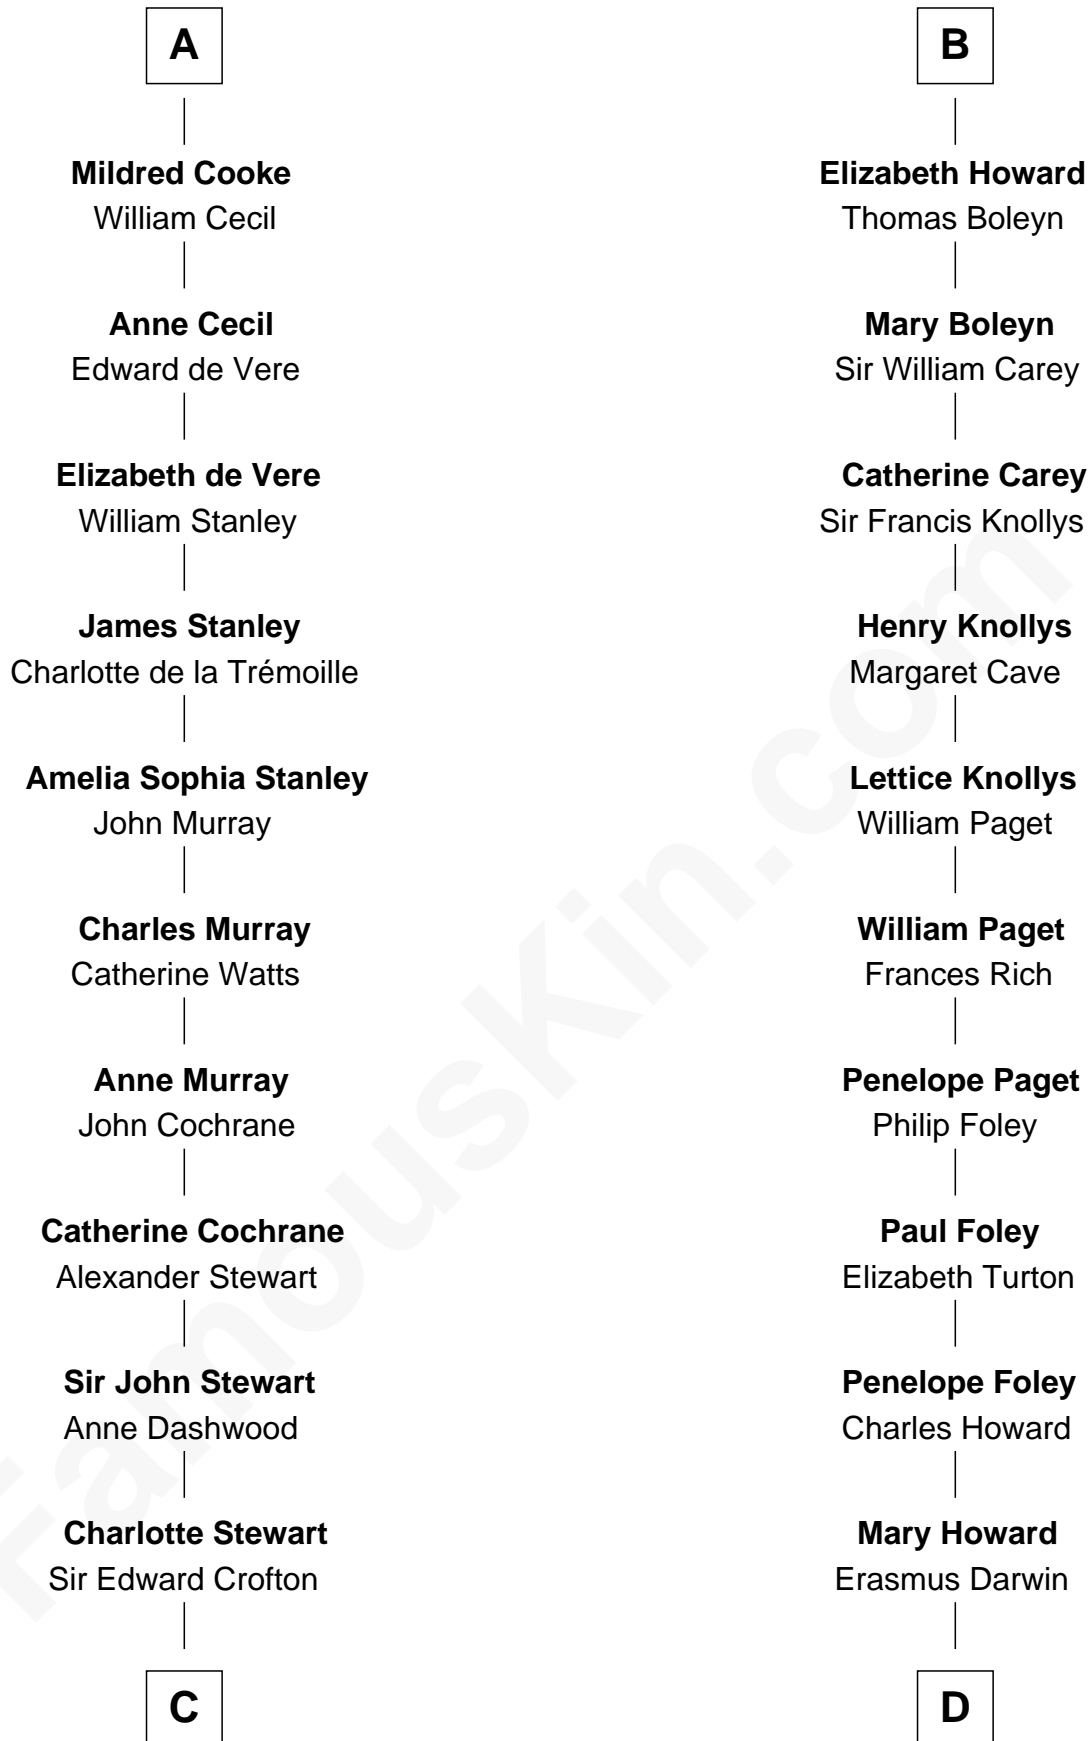 A
Mildred Cooke
William Cecil
Anne Cecil
Edward de Vere
Elizabeth de Vere
William Stanley
James Stanley
Charlotte de la Trémoille
Amelia Sophia Stanley
John Murray
Charles Murray
Catherine Watts
Anne Murray
John Cochrane
Catherine Cochrane
Alexander Stewart
Sir John Stewart
Anne Dashwood
Charlotte Stewart
Sir Edward Crofton
C
B
Elizabeth Howard
Thomas Boleyn
Mary Boleyn
Sir William Carey
Catherine Carey
Sir Francis Knollys
Henry Knollys
Margaret Cave
Lettice Knollys
William Paget
William Paget
Frances Rich
Penelope Paget
Philip Foley
Paul Foley
Elizabeth Turton
Penelope Foley
Charles Howard
Mary Howard
Erasmus Darwin
D
FamousKin.com